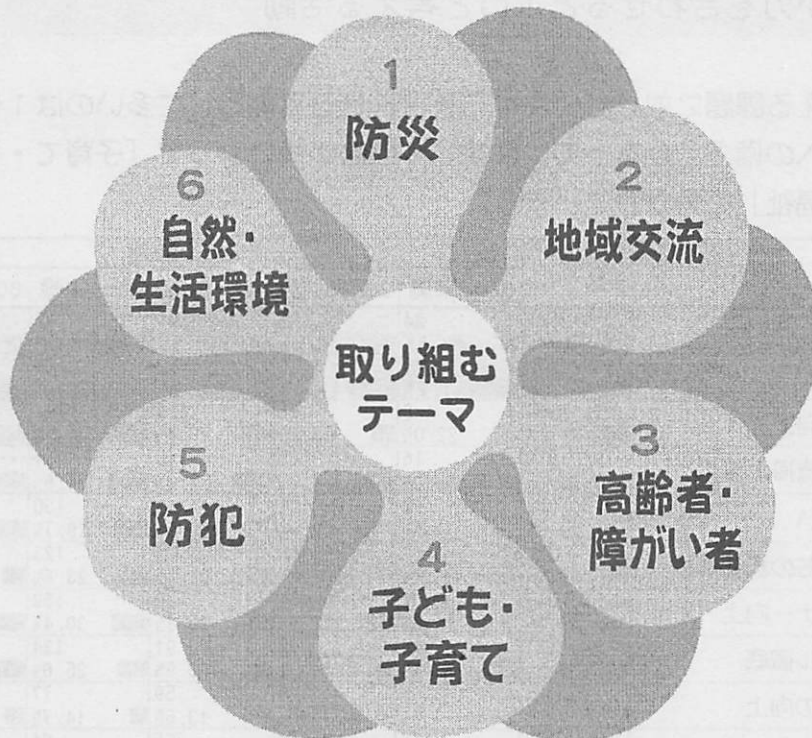 1
防災
2
地域交流
3
高齢者・
障がい者
4
子ども・
子育て
5
防犯
6
自然・
生活環境
取り組む
テーマ